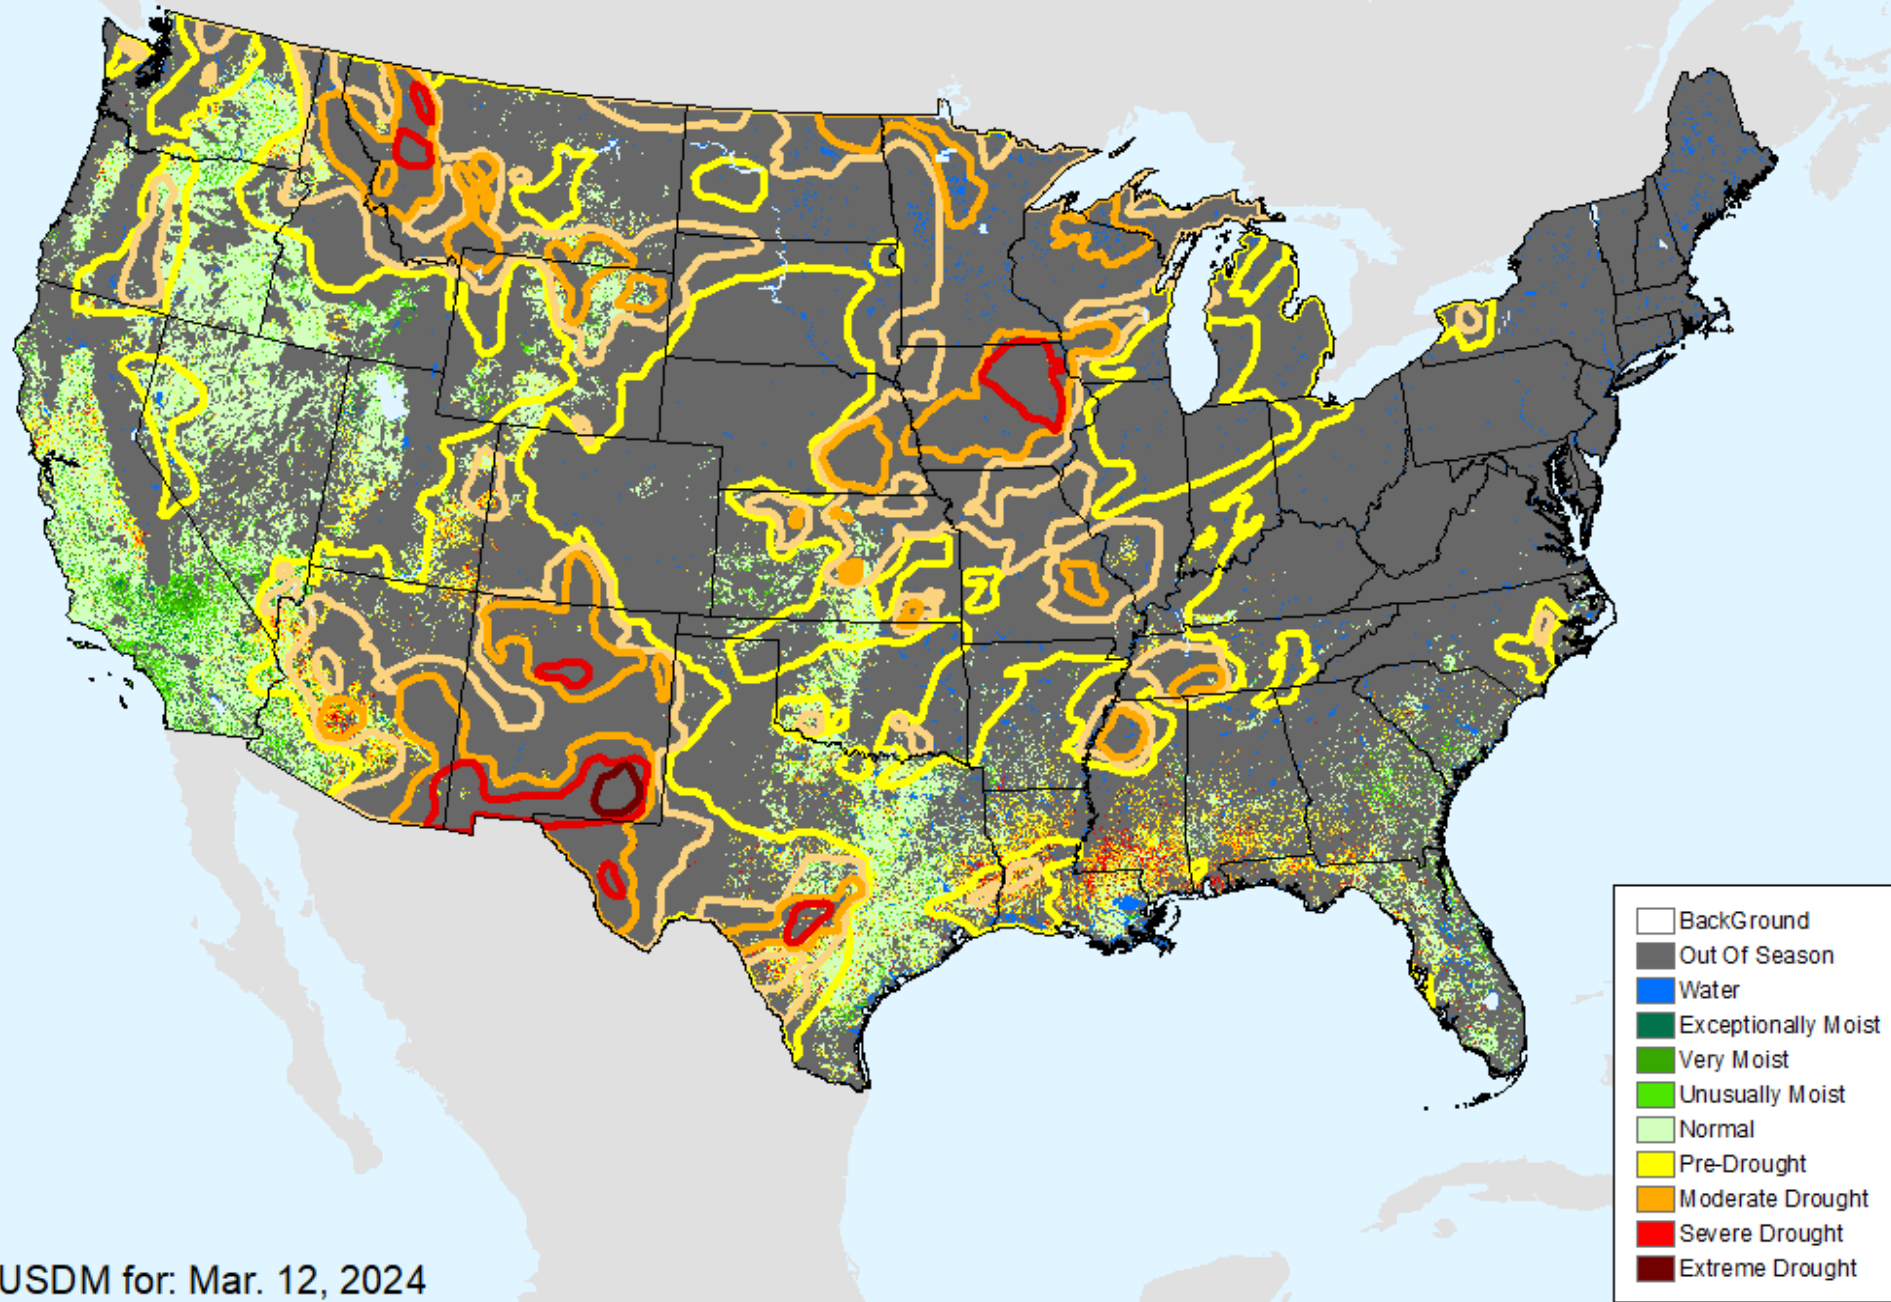 BackGround
Out Of Season
Water
Exceptionally Moist
Very Moist
Unusually Moist
Normal
Pre-Drought
Moderate Drought
Severe Drought
Extreme Drought
USDM for: Mar. 12, 2024